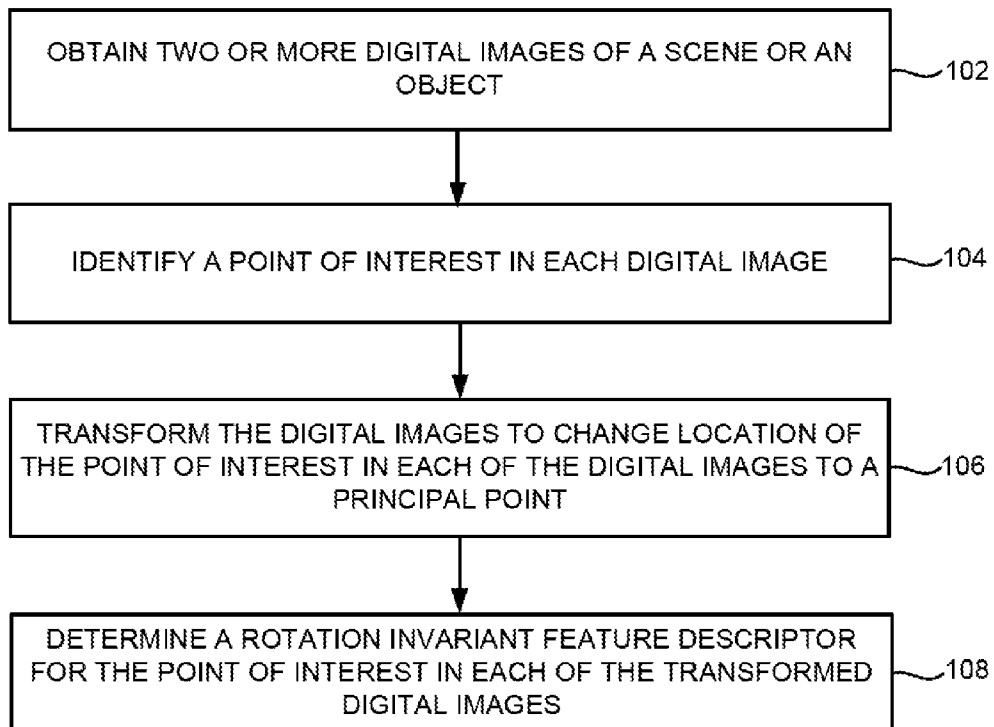 OBTAIN TWO OR MORE DIGITAL IMAGES OF A SCENE OR AN
OBJECT
102
IDENTIFY A POINT OF INTEREST IN EACH DIGITAL IMAGE
104
TRANSFORM THE DIGITAL IMAGES TO CHANGE LOCATION OF
THE POINT OF INTEREST IN EACH OF THE DIGITAL IMAGES TO A
PRINCIPAL POINT
106
DETERMINE A ROTATION INVARIANT FEATURE DESCRIPTOR
FOR THE POINT OF INTEREST IN EACH OF THE TRANSFORMED
DIGITAL IMAGES
108